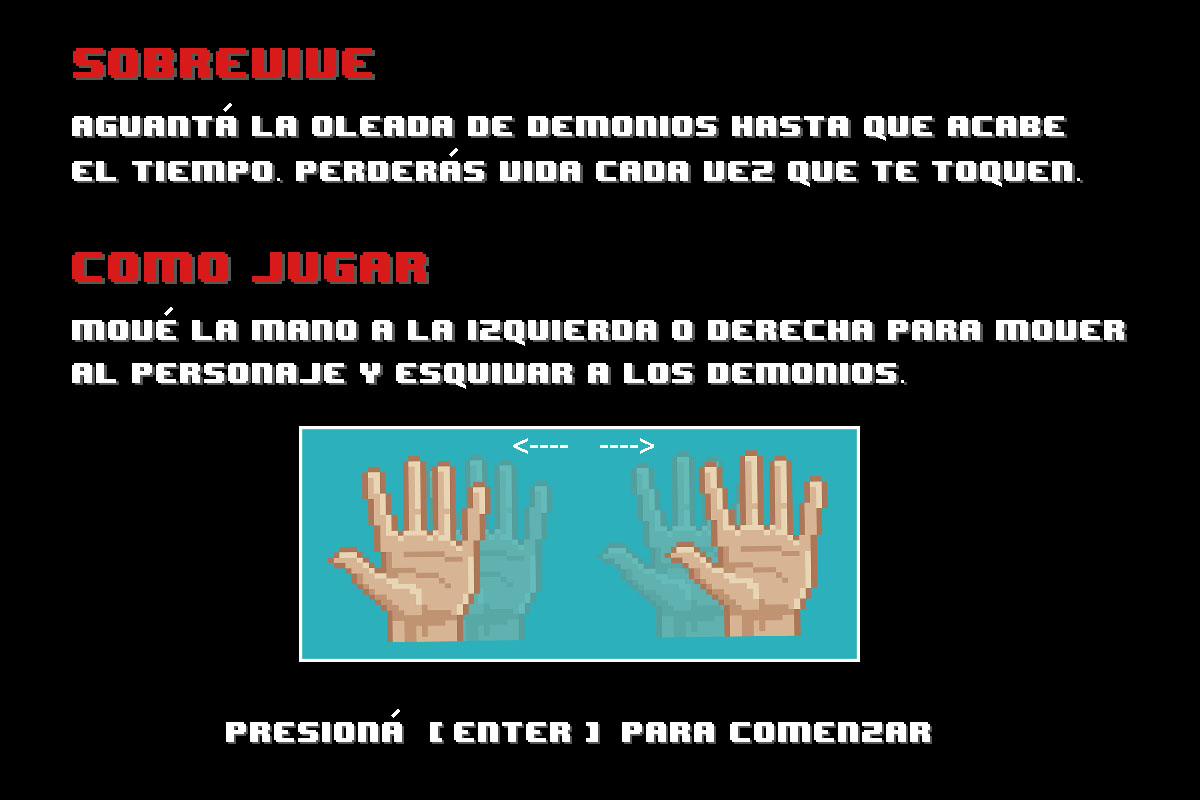 SOBREVIVE
AGUANTÁ LA OLEADA DE DEMONIOS HASTA QUE ACABE
EL TIEMPO. PERDERÁS VIDA CADA VEZ QUE TE TOQUEN.
COMO JUGAR
MOVÉ LA MANO A LA IZQUIERDA O DERECHA PARA MOVER
AL PERSONAJE Y ESQUIVAR A LOS DEMONIOS.
<---- ---->
PRESIONÁ [ ENTER ] PARA COMENZAR